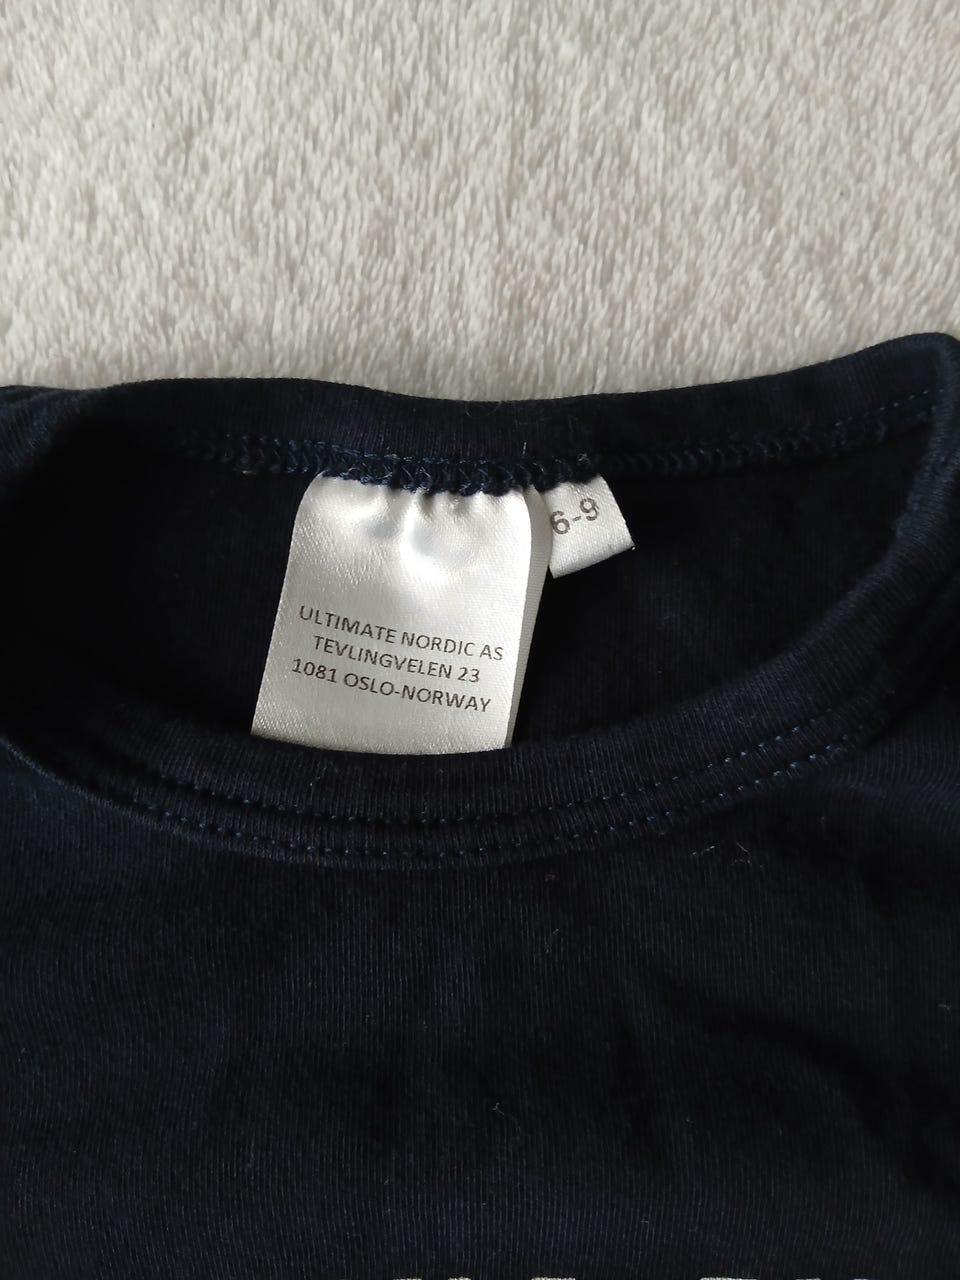 6-9
ULTIMATE NORDIC AS
TEVLINGVELEN 23
1081 OSLO-NORWAY